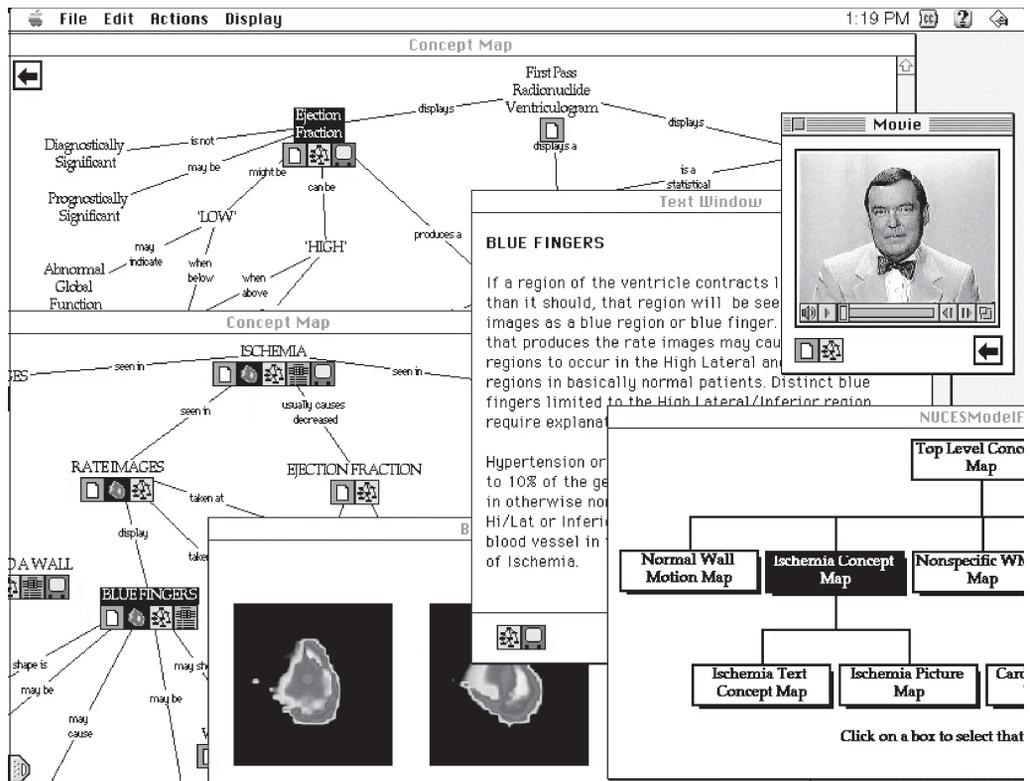 File Edit Actions Display
1:19 PM
Concept Map
First Pass
Radionuclide
Ventriculogram
displays
displays
displays a
Ejection
Fraction
is not
Diagnostically
Significant
may be
Prognostically
Significant
might be
can be
is a
statistical
'LOW'
'HIGH'
produces a
may
indicate
when
below
when
above
Abnormal
Global
Function
Movie
Text Window
BLUE FINGERS
If a region of the ventricle contracts
than it should, that region will be see
images as a blue region or blue finger.
that produces the rate images may cau
regions to occur in the High Lateral an
regions in basically normal patients. Distinct blue
fingers limited to the High Lateral/Inferior region
require explanat
Hypertension or
to 10% of the ge
in otherwise no
Hi/Lat or Inferi
blood vessel in
of Ischemia.
Concept Map
ISCHEMIA
seen in
seen in
seen in
usually causes
decreased
RATE IMAGES
EJECTION FRACTION
taken at
display
take
D A WALL
BLUE FINGERS
shape is
may be
may
cause
may be
may sh
B
NUCESModelF
Top Level Conc
Map
Normal Wall
Motion Map
Ischemia Concept
Map
Nonspecific WM
Map
Ischemia Text
Concept Map
Ischemia Picture
Map
Card
Click on a box to select that